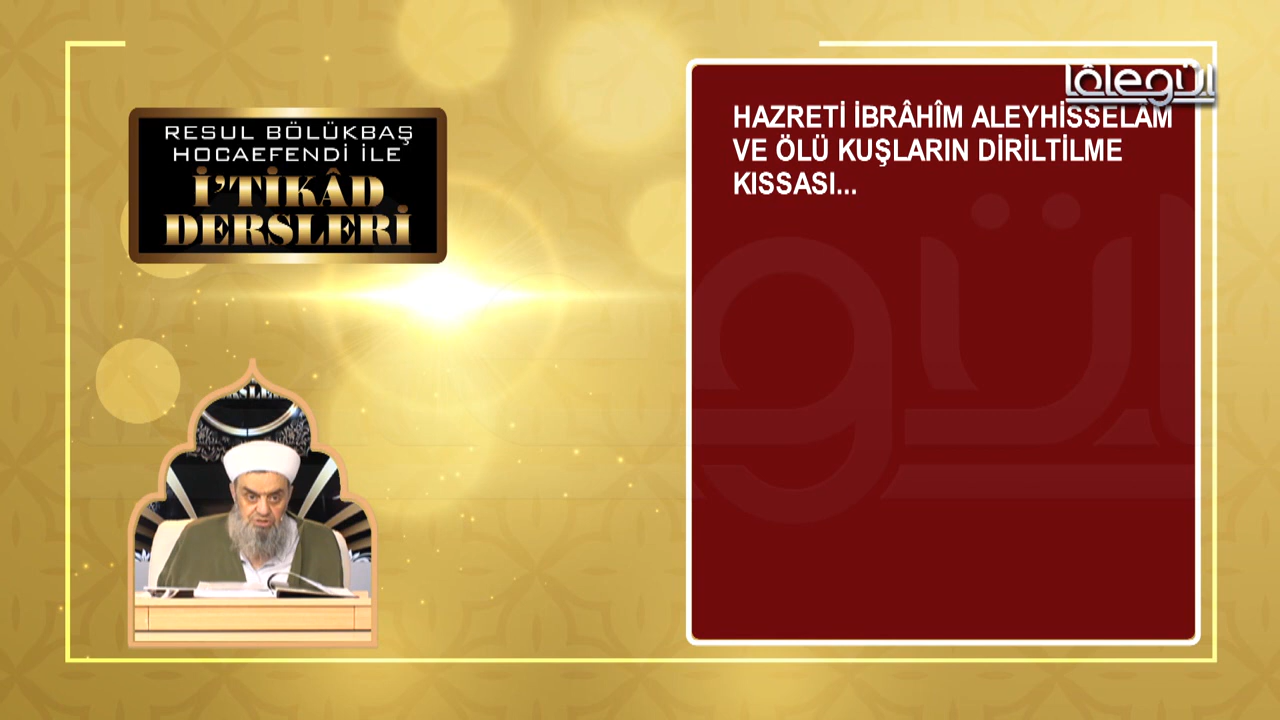 RESUL BÖLÜKBAŞ
HOCAEFENDİ İLE
İ'TİKÂD
DERSLERİ
lâlegül
HAZRETİ İBRÂHÎM ALEYHİSSELÂM
VE ÖLÜ KUŞLARIN DİRİLTİLME
KISSASI...